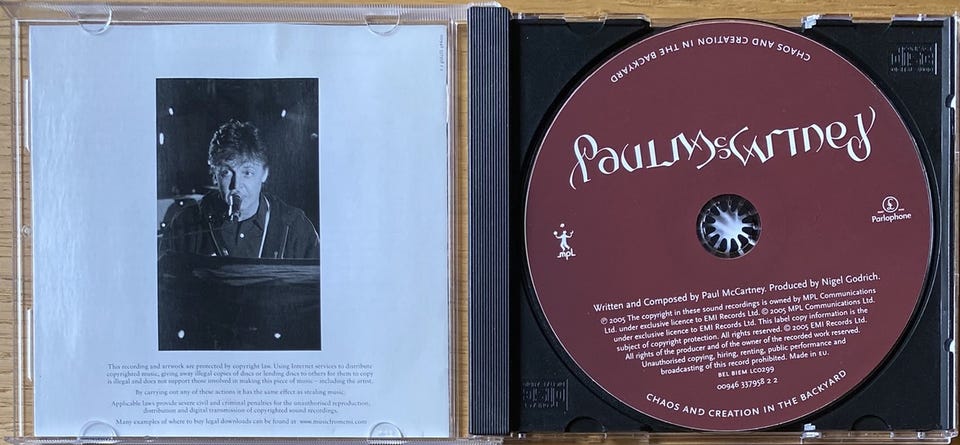 This recording and artwork are protected by copyright law. Using Internet services to distribute
copyrighted music, giving away illegal copies of discs or lending discs to others for them to copy
is illegal and does not support those involved in making this piece of music – including the artist.
By carrying out any of these actions it has the same effect as stealing music.
Applicable laws provide severe civil and criminal penalties for the unauthorised reproduction,
distribution and digital transmission of copyrighted sound recordings.
Many examples of where to buy legal downloads can be found at www.musicfromemi.com
CHAOS AND CREATION IN THE BACKYARD
Paul McCartney
mpl
Parlophone
Written and Composed by Paul McCartney. Produced by Nigel Godrich.
℗ 2005 The copyright in these sound recordings is owned by MPL Communications
Ltd. under exclusive licence to EMI Records Ltd. © 2005 MPL Communications Ltd.
under exclusive licence to EMI Records Ltd. This label copy information is the
subject of copyright protection. All rights reserved. © 2005 EMI Records Ltd.
All rights of the producer and of the owner of the recorded work reserved.
Unauthorised copying, hiring, renting, public performance and
broadcasting of this record prohibited. Made in EU.
BEL BIEM LC0299
00946 337958 2 2
CHAOS AND CREATION IN THE BACKYARD